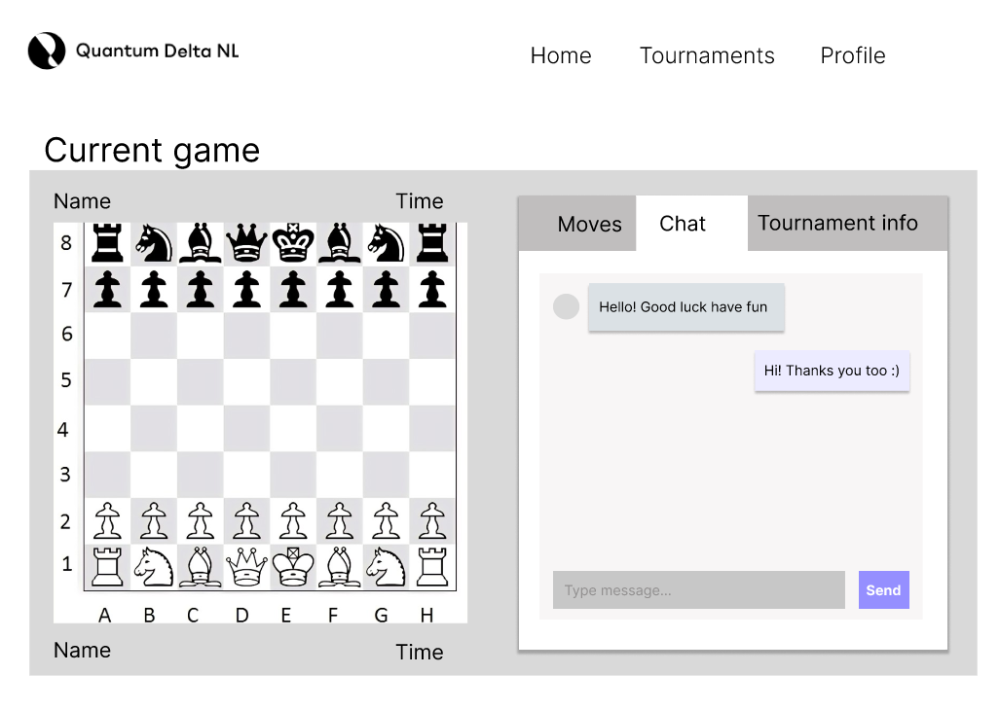 Quantum Delta NL
Home Tournaments Profile
Current game
Name Time
8
7
6
5
4
3
2
1
A B C D E F G H
Name Time
Moves Chat Tournament info
Hello! Good luck have fun
Hi! Thanks you too :)
Type message...
Send